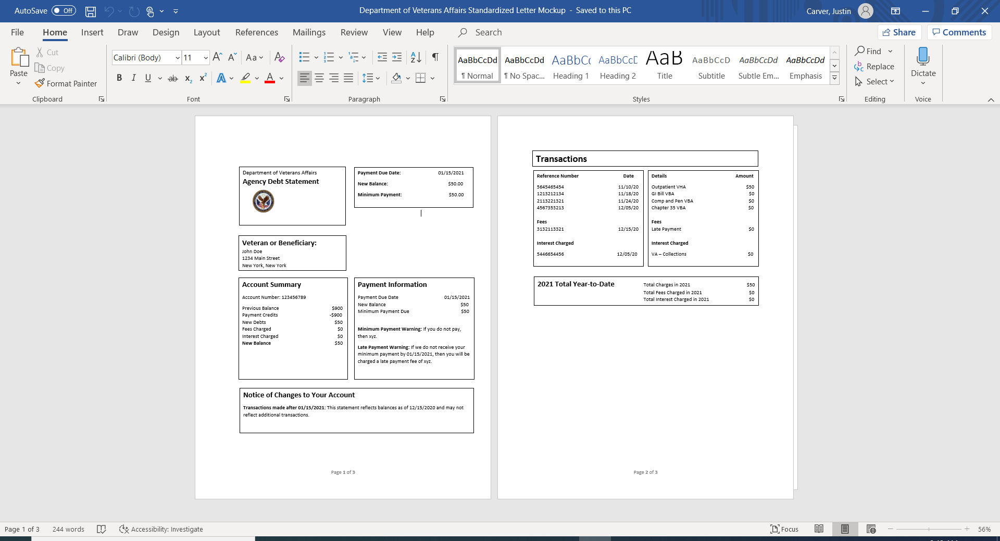 AutoSave Off Department of Veterans Affairs Standardized Letter Mockup - Saved to this PC Carver, Justin
File Home Insert Draw Design Layout References Mailings Review View Help Search Share Comments
Paste
Cut
Copy
Format Painter
Clipboard
Calibri (Body) 11
Font
Paragraph
AaBbCcDd AaBbCcDd AaBbCc AaBbCcD AaB AaBbCcD AaBbCcDd AaBbCcDd
¶ Normal ¶ No Spac... Heading 1 Heading 2 Title Subtitle Subtle Em... Emphasis
Styles
Find
Replace
Select
Editing
Dictate
Voice
Department of Veterans Affairs
Agency Debt Statement
Payment Due Date: 01/15/2021
New Balance: $50.00
Minimum Payment: $50.00
Veteran or Beneficiary:
John Doe
1234 Main Street
New York, New York
Account Summary
Account Number: 123456789
Previous Balance $900
Payment Credits -$900
New Debts $50
Fees Charged $0
Interest Charged $0
New Balance $50
Payment Information
Payment Due Date 01/15/2021
New Balance $50
Minimum Payment Due $50
Minimum Payment Warning: If you do not pay,
then xyz.
Late Payment Warning: If we do not receive your
minimum payment by 01/15/2021, then you will be
charged a late payment fee of xyz.
Notice of Changes to Your Account
Transactions made after 01/15/2021: This statement reflects balances as of 12/15/2020 and may not
reflect additional transactions.
Page 1 of 3
Transactions
Reference Number Date
5645465454 11/10/20
1213212134 11/18/20
2113221321 11/24/20
4567353213 12/05/20
Fees
3132113321 12/15/20
Interest Charged
5446654456 12/05/20
Details Amount
Outpatient VHA $50
GI Bill VBA $0
Comp and Pen VBA $0
Chapter 35 VBA $0
Fees
Late Payment $0
Interest Charged
VA – Collections $0
2021 Total Year-to-Date
Total Charges in 2021 $50
Total Fees Charged in 2021 $0
Total Interest Charged in 2021 $0
Page 2 of 3
Page 1 of 3 244 words Accessibility: Investigate Focus 56%